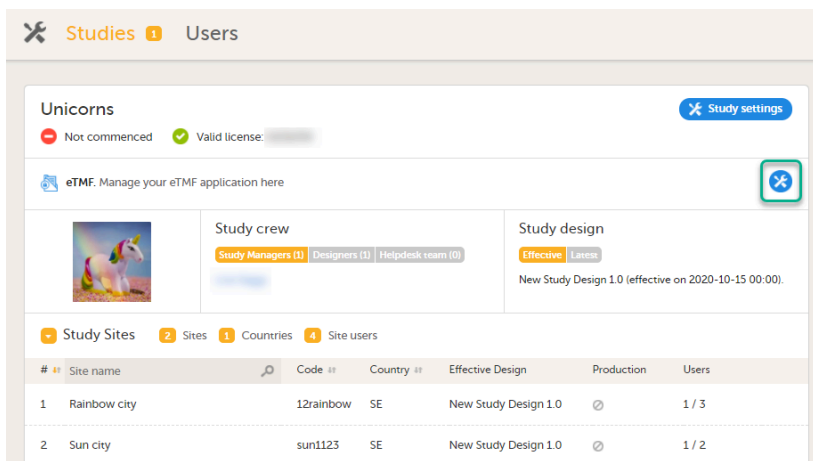 Studies 1 Users
Unicorns
Study settings
Not commenced Valid license:
eTMF. Manage your eTMF application here
Study crew
Study Managers (1) Designers (1) Helpdesk team (0)
Study design
Effective Latest
New Study Design 1.0 (effective on 2020-10-15 00:00).
Study Sites 2 Sites 1 Countries 4 Site users
# Site name Code Country Effective Design Production Users
1 Rainbow city 12rainbow SE New Study Design 1.0 1 / 3
2 Sun city sun1123 SE New Study Design 1.0 1 / 2